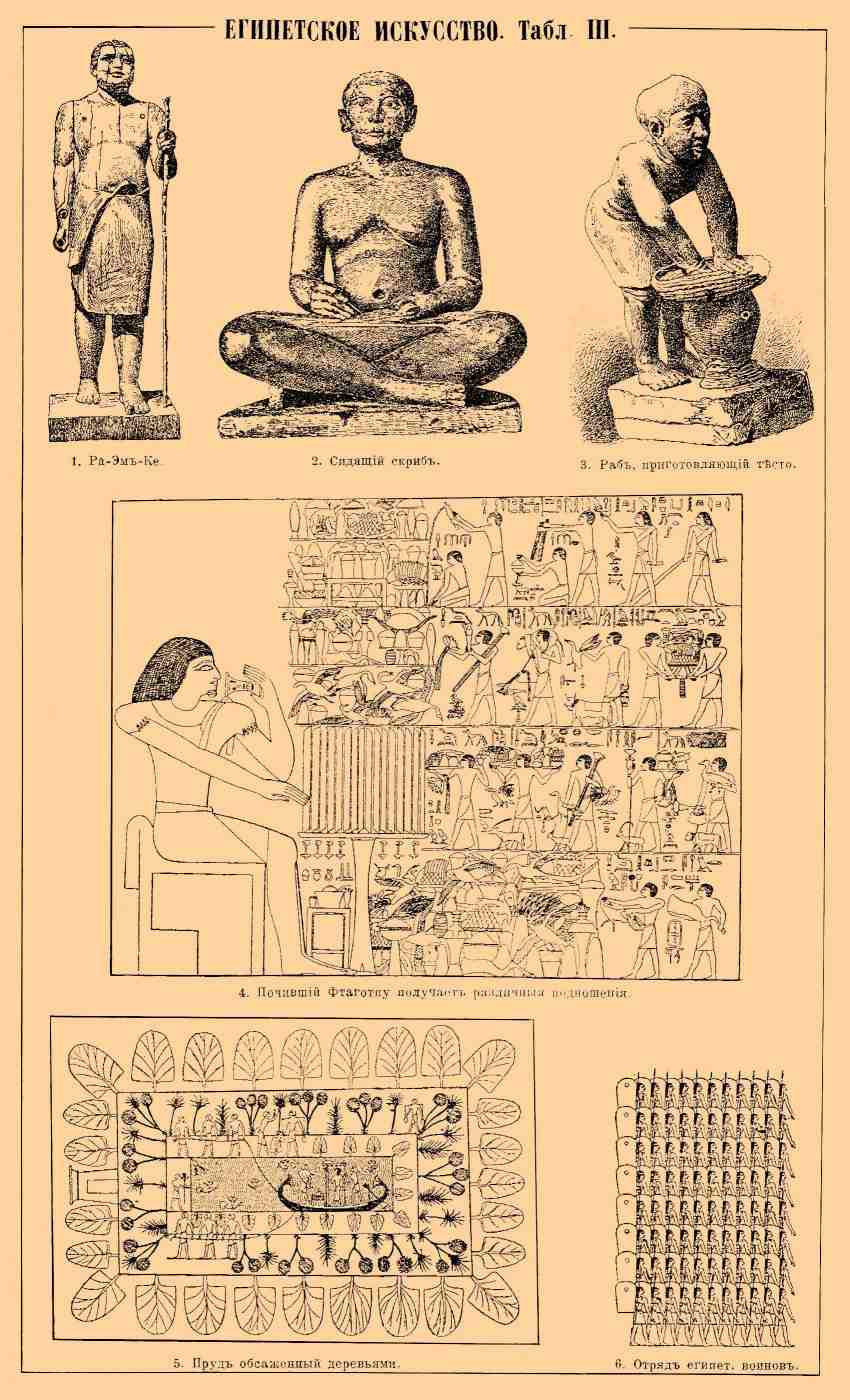 ЕГИПЕТСКОЕ ИСКУССТВО. Табл. III.
1. Ра-Эмъ-Ке.
2. Сидящій скрибъ.
3. Рабъ, приготовляющій тѣсто.
4. Почившій Фтаготпу получаетъ различныя подношенія.
5. Прудъ обсаженный деревьями.
6. Отрядъ египет. воиновъ.